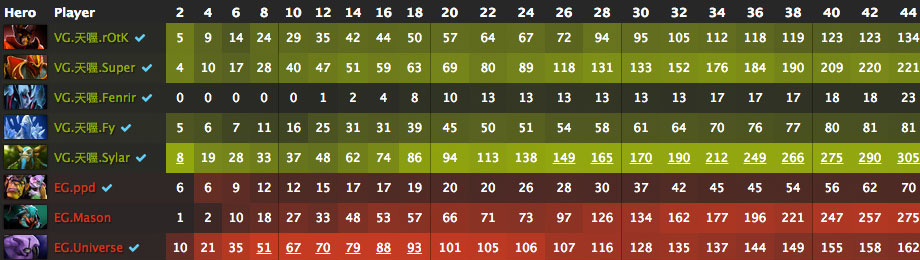 Hero Player 2 4 6 8 10 12 14 16 18 20 22 24 26 28 30 32 34 36 38 40 42 44
VG.天喔.rOtK 5 9 14 24 29 35 42 44 50 57 64 67 72 94 95 105 112 118 119 123 123 134
VG.天喔.Super 4 10 17 28 40 47 51 59 63 69 80 89 118 131 133 152 176 184 190 209 220 221
VG.天喔.Fenrir 0 0 0 0 0 1 2 4 8 10 13 13 13 13 13 13 17 17 17 18 18 23
VG.天喔.Fy 5 6 7 11 16 25 31 31 39 45 50 51 54 58 61 64 70 76 77 80 81 81
VG.天喔.Sylar 8 19 28 33 37 48 62 74 86 94 113 138 149 165 170 190 212 249 266 275 290 305
EG.ppd 6 6 9 12 12 15 17 17 19 20 20 26 28 30 37 42 45 45 54 56 62 70
EG.Mason 1 2 10 18 27 33 48 53 57 66 71 73 97 126 134 162 177 196 221 247 257 275
EG.Universe 10 21 35 51 67 70 79 88 93 101 105 106 107 116 128 135 137 144 149 155 158 162